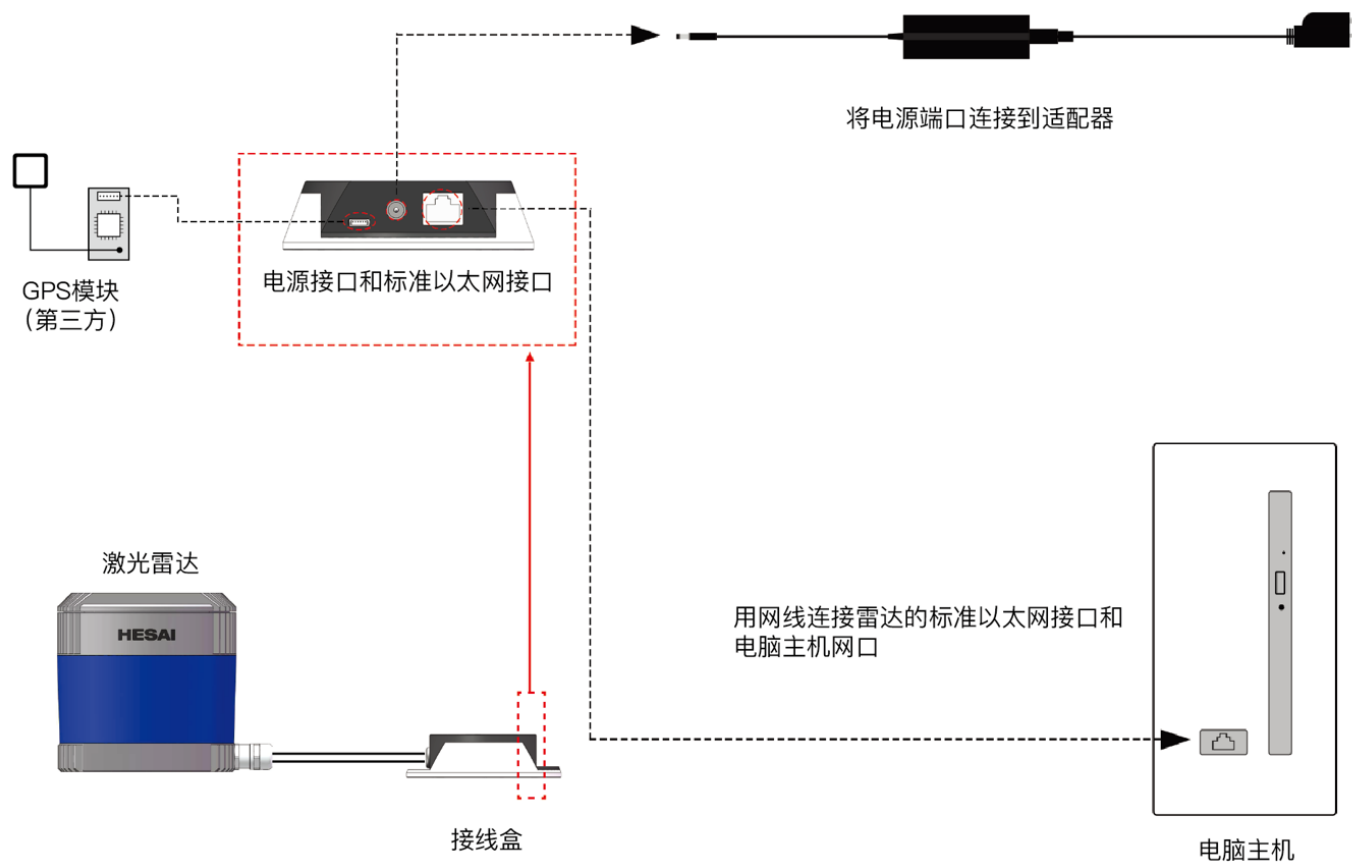 将电源端口连接到适配器
电源接口和标准以太网接口
GPS模块
（第三方）
激光雷达
HESAI
用网线连接雷达的标准以太网接口和
电脑主机网口
接线盒
电脑主机